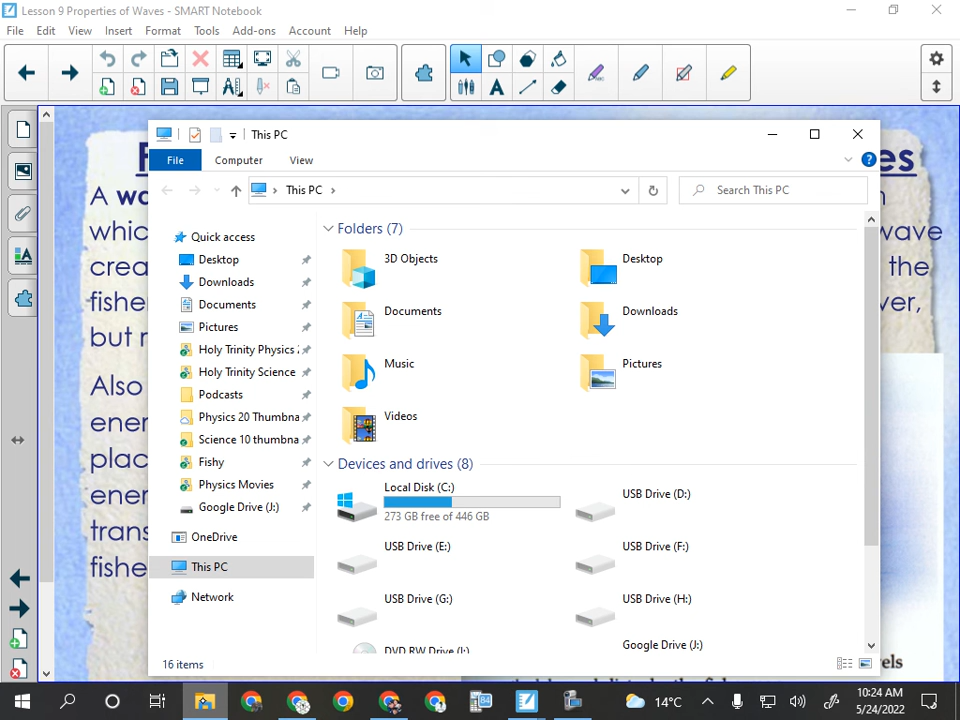 Lesson 9 Properties of Waves - SMART Notebook
File Edit View Insert Format Tools Add-ons Account Help
This PC
File Computer View
This PC
Search This PC
Quick access
Desktop
Downloads
Documents
Pictures
Holy Trinity Physics
Holy Trinity Science
Podcasts
Physics 20 Thumbna
Science 10 thumbna
Fishy
Physics Movies
Google Drive (J:)
OneDrive
This PC
Network
Folders (7)
3D Objects
Desktop
Documents
Downloads
Music
Pictures
Videos
Devices and drives (8)
Local Disk (C:)
273 GB free of 446 GB
USB Drive (D:)
USB Drive (E:)
USB Drive (F:)
USB Drive (G:)
USB Drive (H:)
DVD RW Drive (I:)
Google Drive (J:)
16 items
A wa
whic
wave
crea
the
fishe
ver,
but
Also
ener
plac
ener
trans
fishe
14°C
10:24 AM
5/24/2022